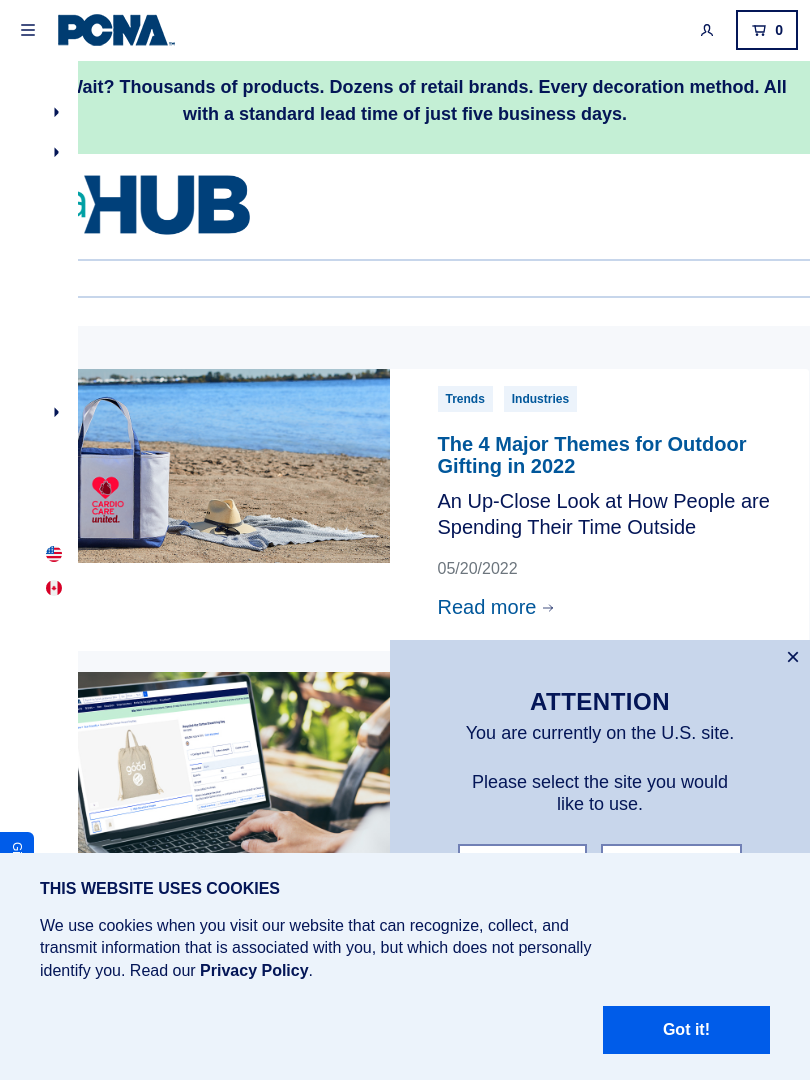 PCNA
0
Wait? Thousands of products. Dozens of retail brands. Every decoration method. All
with a standard lead time of just five business days.
HUB
Trends
Industries
The 4 Major Themes for Outdoor
Gifting in 2022
An Up-Close Look at How People are
Spending Their Time Outside
05/20/2022
Read more
CARDIO
CARE
united.
ATTENTION
You are currently on the U.S. site.
Please select the site you would
like to use.
good
THIS WEBSITE USES COOKIES
We use cookies when you visit our website that can recognize, collect, and
transmit information that is associated with you, but which does not personally
identify you. Read our Privacy Policy.
Got it!